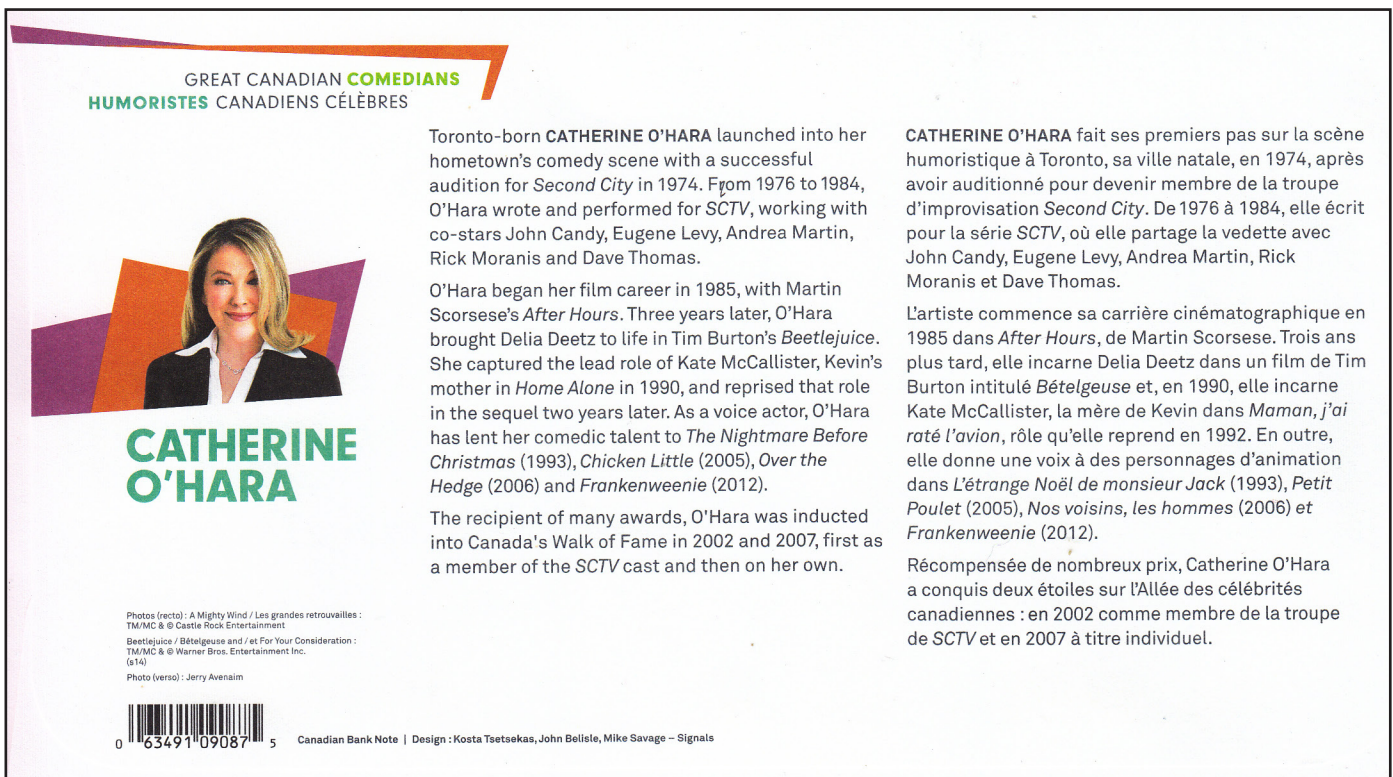 GREAT CANADIAN COMEDIANS
HUMORISTES CANADIENS CÉLÈBRES
CATHERINE
O'HARA
Toronto-born CATHERINE O'HARA launched into her
hometown's comedy scene with a successful
audition for Second City in 1974. From 1976 to 1984,
O'Hara wrote and performed for SCTV, working with
co-stars John Candy, Eugene Levy, Andrea Martin,
Rick Moranis and Dave Thomas.
O'Hara began her film career in 1985, with Martin
Scorsese's After Hours. Three years later, O'Hara
brought Delia Deetz to life in Tim Burton's Beetlejuice.
She captured the lead role of Kate McCallister, Kevin's
mother in Home Alone in 1990, and reprised that role
in the sequel two years later. As a voice actor, O'Hara
has lent her comedic talent to The Nightmare Before
Christmas (1993), Chicken Little (2005), Over the
Hedge (2006) and Frankenweenie (2012).
The recipient of many awards, O'Hara was inducted
into Canada's Walk of Fame in 2002 and 2007, first as
a member of the SCTV cast and then on her own.
CATHERINE O'HARA fait ses premiers pas sur la scène
humoristique à Toronto, sa ville natale, en 1974, après
avoir auditionné pour devenir membre de la troupe
d'improvisation Second City. De 1976 à 1984, elle écrit
pour la série SCTV, où elle partage la vedette avec
John Candy, Eugene Levy, Andrea Martin, Rick
Moranis et Dave Thomas.
L'artiste commence sa carrière cinématographique en
1985 dans After Hours, de Martin Scorsese. Trois ans
plus tard, elle incarne Delia Deetz dans un film de Tim
Burton intitulé Bételgeuse et, en 1990, elle incarne
Kate McCallister, la mère de Kevin dans Maman, j'ai
raté l'avion, rôle qu'elle reprend en 1992. En outre,
elle donne une voix à des personnages d'animation
dans L'étrange Noël de monsieur Jack (1993), Petit
Poulet (2005), Nos voisins, les hommes (2006) et
Frankenweenie (2012).
Récompensée de nombreux prix, Catherine O'Hara
a conquis deux étoiles sur l'Allée des célébrités
canadiennes : en 2002 comme membre de la troupe
de SCTV et en 2007 à titre individuel.
Photos (recto) : A Mighty Wind / Les grandes retrouvailles :
TM/MC & © Castle Rock Entertainment
Beetlejuice / Bételgeuse and / et For Your Consideration :
TM/MC & © Warner Bros. Entertainment Inc.
(s14)
Photo (verso) : Jerry Avenaim
0 63491 09087 5
Canadian Bank Note | Design : Kosta Tsetsekas, John Belisle, Mike Savage – Signals